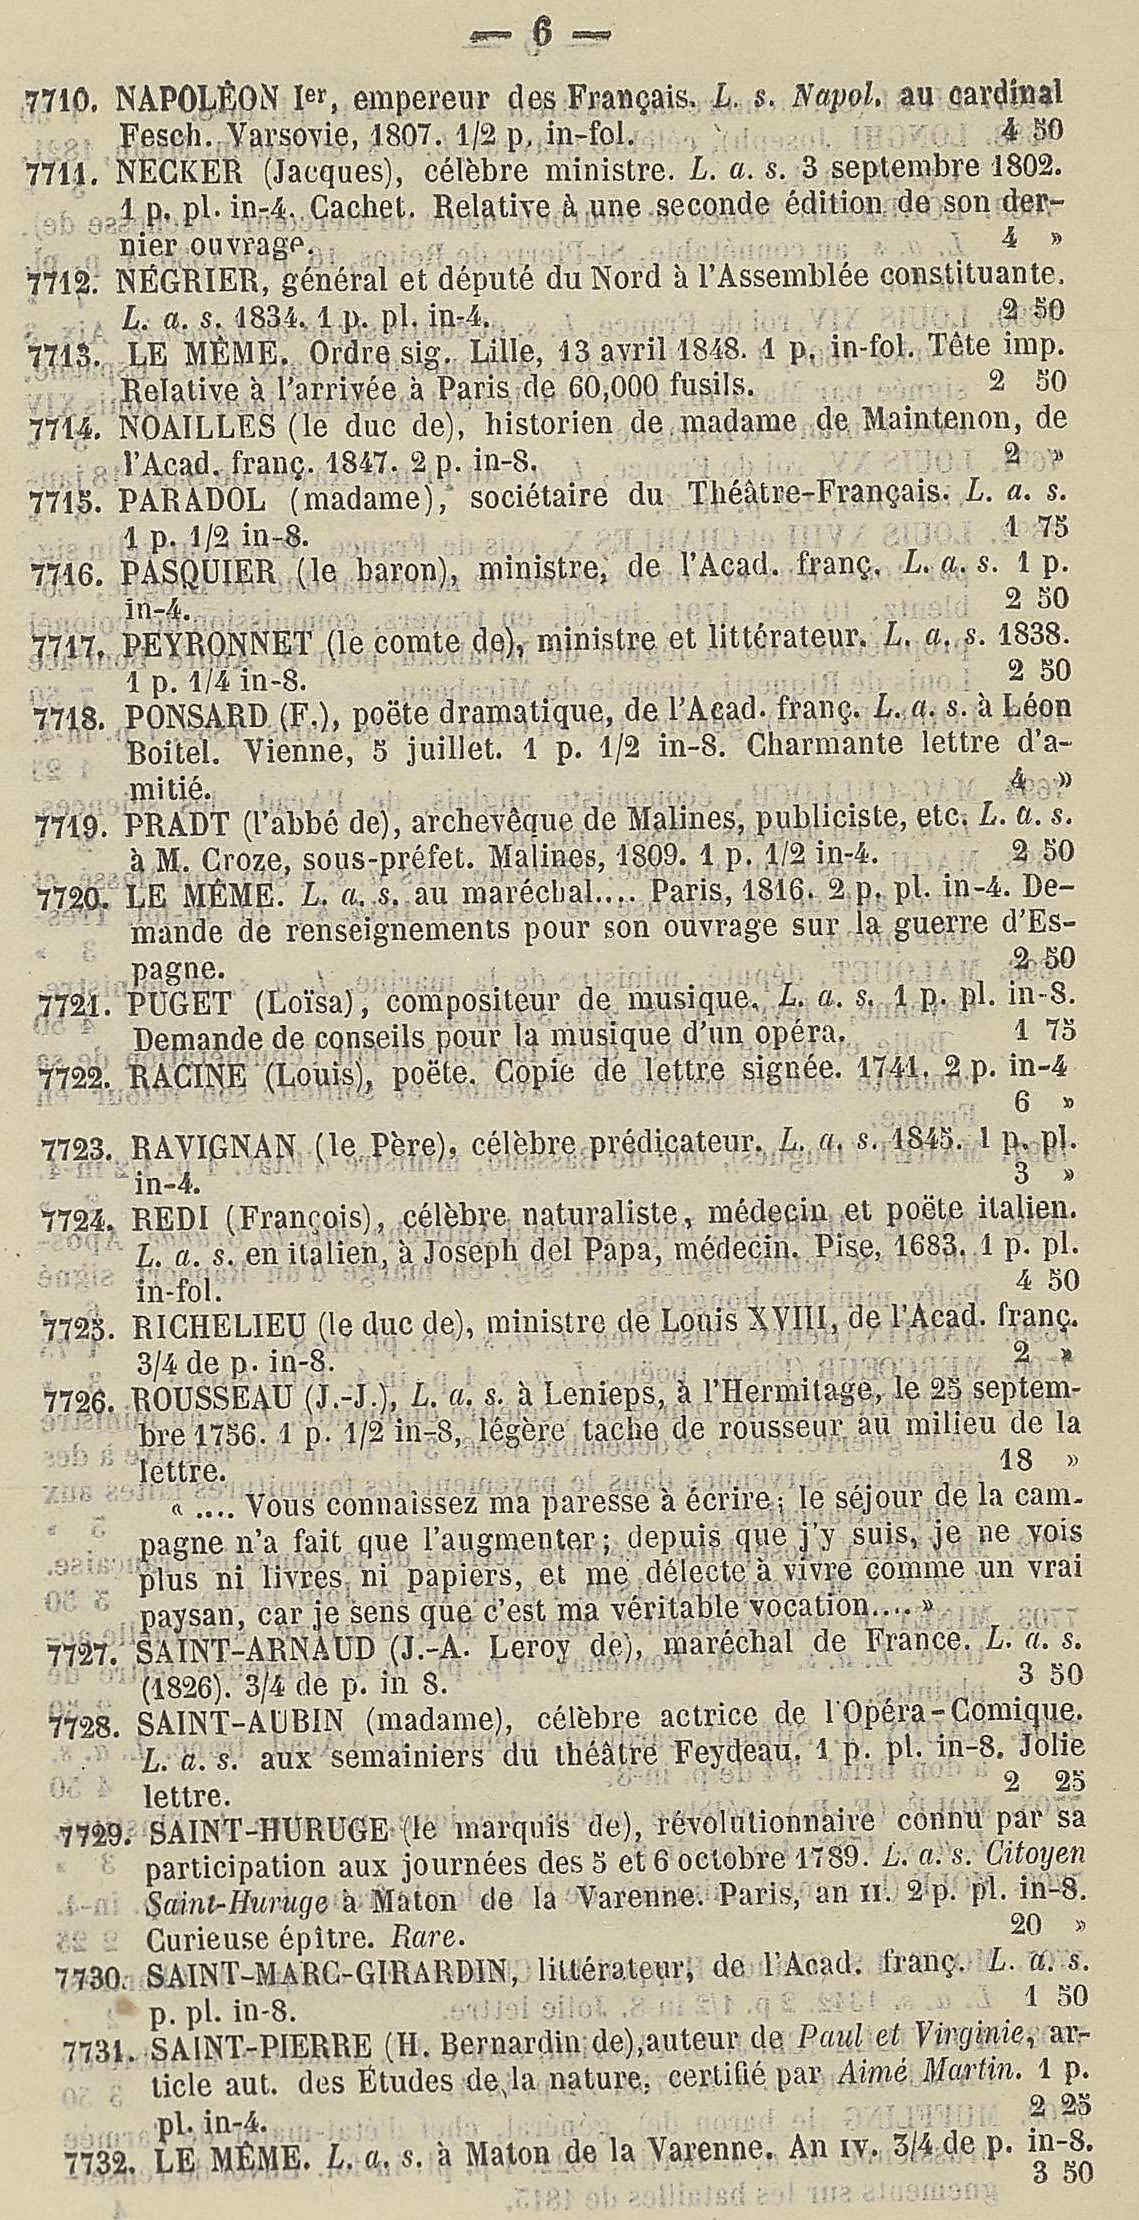 — 6 —
7710. NAPOLÉON Ier, empereur des Français. L. s. Napol. au cardinal
Fesch. Varsovie, 1807. 1/2 p. in-fol. 4 50
7711. NECKER (Jacques), célèbre ministre. L. a. s. 3 septembre 1802.
1 p. pl. in-4. Cachet. Relative à une seconde édition de son der-
nier ouvrage. 4 »
7712. NÉGRIER, général et député du Nord à l'Assemblée constituante.
L. a. s. 1834. 1 p. pl. in-4. 2 50
7713. LE MÊME. Ordre sig. Lille, 13 avril 1848. 1 p. in-fol. Tête imp.
Relative à l'arrivée à Paris de 60,000 fusils. 2 50
7714. NOAILLES (le duc de), historien de madame de Maintenon, de
l'Acad. franç. 1847. 2 p. in-8. 2 »
7715. PARADOL (madame), sociétaire du Théâtre-Français. L. a. s.
1 p. 1/2 in-8. 1 75
7716. PASQUIER (le baron), ministre, de l'Acad. franç. L. a. s. 1 p.
in-4. 2 50
7717. PEYRONNET (le comte de), ministre et littérateur. L. a. s. 1838.
1 p. 1/4 in-8. 2 50
7718. PONSARD (F.), poëte dramatique, de l'Acad. franç. L. a. s. à Léon
Boitel. Vienne, 5 juillet. 1 p. 1/2 in-8. Charmante lettre d'a-
mitié. 4 »
7719. PRADT (l'abbé de), archevêque de Malines, publiciste, etc. L. a. s.
à M. Croze, sous-préfet. Malines, 1809. 1 p. 1/2 in-4. 2 50
7720. LE MÊME. L. a. s. au maréchal.... Paris, 1816. 2 p. pl. in-4. De-
mande de renseignements pour son ouvrage sur la guerre d'Es-
pagne. 2 50
7721. PUGET (Loïsa), compositeur de musique. L. a. s. 1 p. pl. in-8.
Demande de conseils pour la musique d'un opéra. 1 75
7722. RACINE (Louis), poëte. Copie de lettre signée. 1741. 2 p. in-4
6 »
7723. RAVIGNAN (le Père), célèbre prédicateur. L. a. s. 1845. 1 p. pl.
in-4. 3 »
7724. REDI (François), célèbre naturaliste, médecin et poëte italien.
L. a. s. en italien, à Joseph del Papa, médecin. Pise, 1683. 1 p. pl.
in-fol. 4 50
7725. RICHELIEU (le duc de), ministre de Louis XVIII, de l'Acad. franç.
3/4 de p. in-8. 2 »
7726. ROUSSEAU (J.-J.), L. a. s. à Lenieps, à l'Hermitage, le 25 septem-
bre 1756. 1 p. 1/2 in-8, légère tache de rousseur au milieu de la
lettre. 18 »
« .... Vous connaissez ma paresse à écrire; le séjour de la cam-
pagne n'a fait que l'augmenter; depuis que j'y suis, je ne vois
plus ni livres ni papiers, et me délecte à vivre comme un vrai
paysan, car je sens que c'est ma véritable vocation.... »
7727. SAINT-ARNAUD (J.-A. Leroy de), maréchal de France. L. a. s.
(1826). 3/4 de p. in 8. 3 50
7728. SAINT-AUBIN (madame), célèbre actrice de l'Opéra-Comique.
L. a. s. aux semainiers du théâtre Feydeau. 1 p. pl. in-8. Jolie
lettre. 2 25
7729. SAINT-HURUGE (le marquis de), révolutionnaire connu par sa
participation aux journées des 5 et 6 octobre 1789. L. a. s. Citoyen
Saint-Huruge à Maton de la Varenne. Paris, an II. 2 p. pl. in-8.
Curieuse épître. Rare. 20 »
7730. SAINT-MARC-GIRARDIN, littérateur, de l'Acad. franç. L. a. s.
p. pl. in-8. 1 50
7731. SAINT-PIERRE (H. Bernardin de),auteur de Paul et Virginie, ar-
ticle aut. des Études de la nature, certifié par Aimé Martin. 1 p.
pl. in-4. 2 25
7732. LE MÊME. L. a. s. à Maton de la Varenne. An IV. 3/4 de p. in-8.
3 50